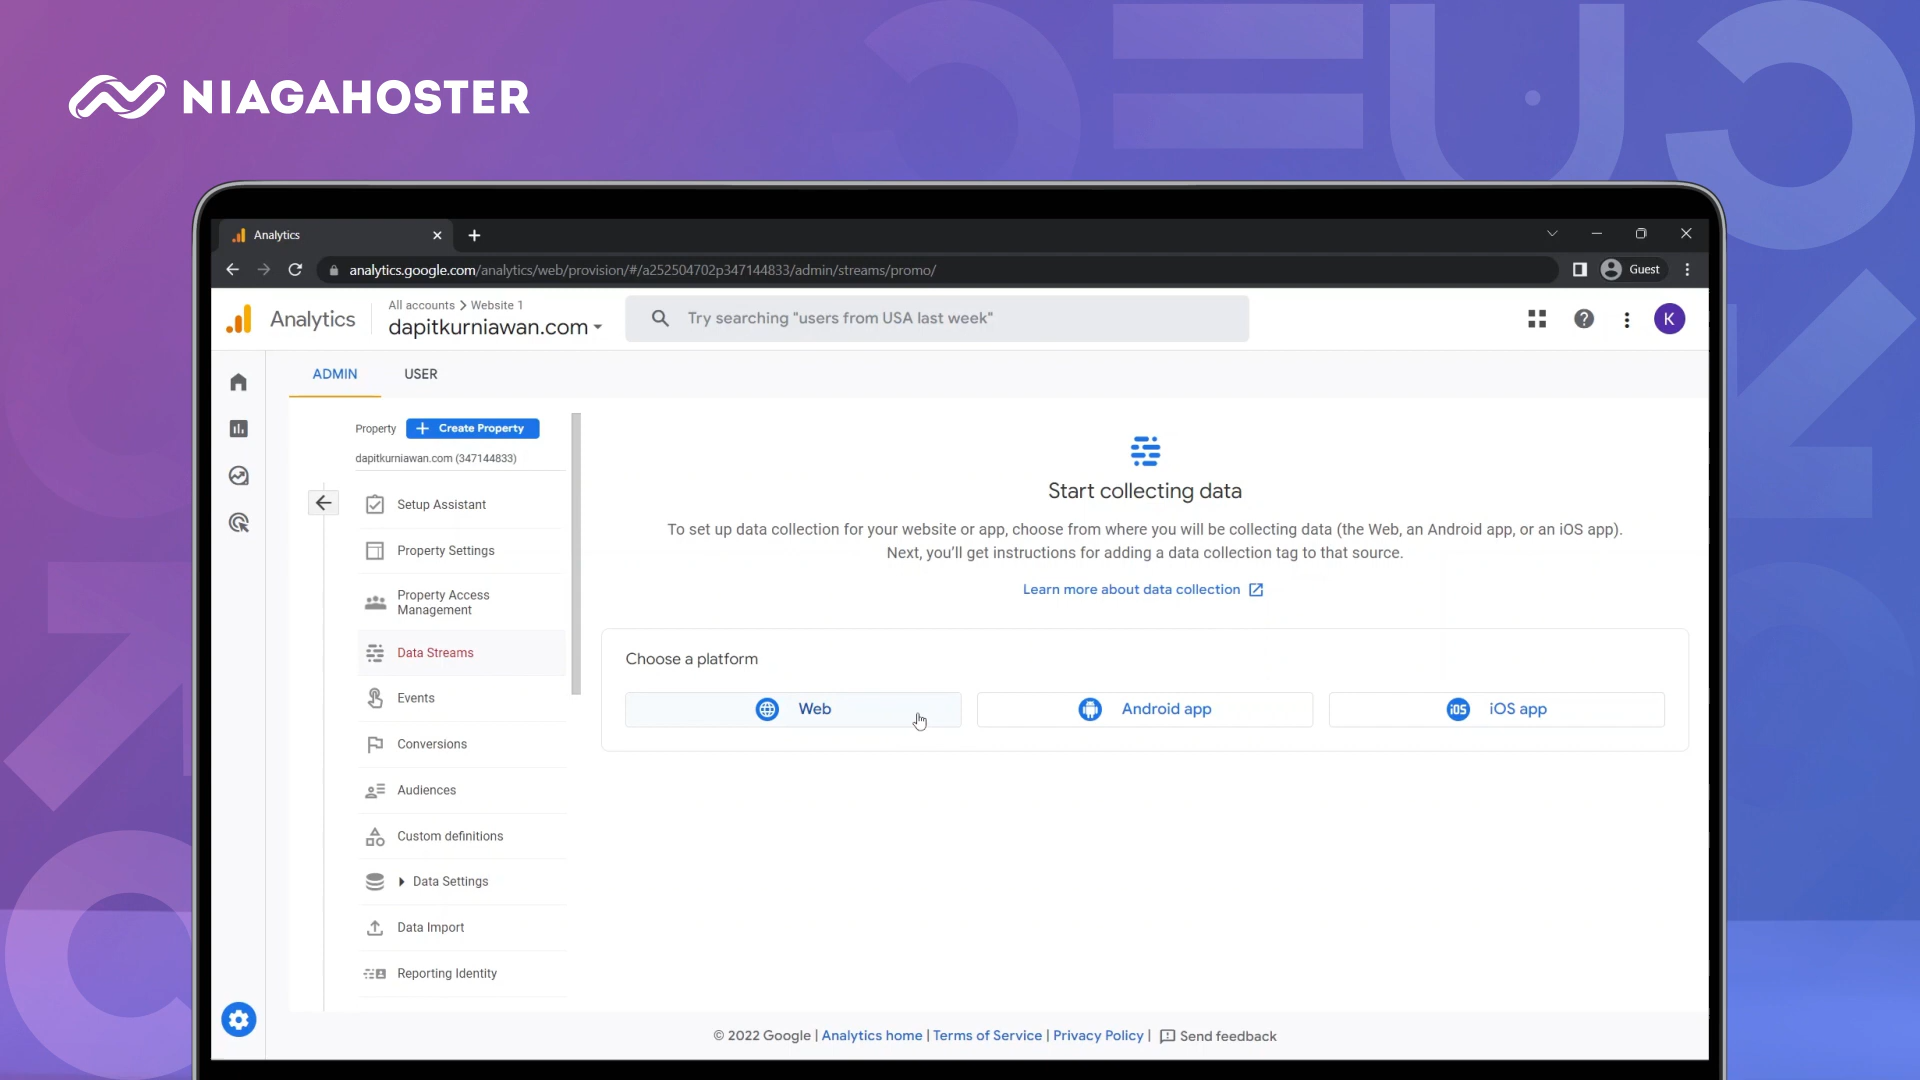 NIAGAHOSTER
Analytics
analytics.google.com/analytics/web/provision/#/a252504702p347144833/admin/streams/promo/
Guest
Analytics
All accounts > Website 1
dapitkurniawan.com
Try searching "users from USA last week"
K
ADMIN
USER
Property
+ Create Property
dapitkurniawan.com (347144833)
Setup Assistant
Property Settings
Property Access
Management
Data Streams
Events
Conversions
Audiences
Custom definitions
Data Settings
Data Import
Reporting Identity
Start collecting data
To set up data collection for your website or app, choose from where you will be collecting data (the Web, an Android app, or an iOS app).
Next, you'll get instructions for adding a data collection tag to that source.
Learn more about data collection
Choose a platform
Web
Android app
iOS
iOS app
© 2022 Google | Analytics home | Terms of Service | Privacy Policy | Send feedback